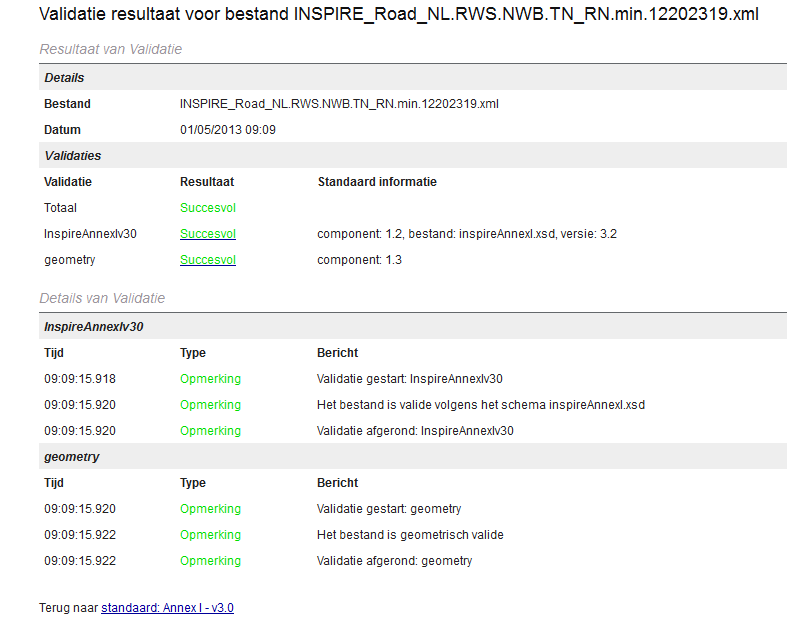 Validatie resultaat voor bestand INSPIRE_Road_NL.RWS.NWB.TN_RN.min.12202319.xml
Resultaat van Validatie
Details
Bestand INSPIRE_Road_NL.RWS.NWB.TN_RN.min.12202319.xml
Datum 01/05/2013 09:09
Validaties
Validatie Resultaat Standaard informatie
Totaal Succesvol
InspireAnnexIv30 Succesvol component: 1.2, bestand: inspireAnnexI.xsd, versie: 3.2
geometry Succesvol component: 1.3
Details van Validatie
InspireAnnexIv30
Tijd Type Bericht
09:09:15.918 Opmerking Validatie gestart: InspireAnnexIv30
09:09:15.920 Opmerking Het bestand is valide volgens het schema inspireAnnexI.xsd
09:09:15.920 Opmerking Validatie afgerond: InspireAnnexIv30
geometry
Tijd Type Bericht
09:09:15.920 Opmerking Validatie gestart: geometry
09:09:15.922 Opmerking Het bestand is geometrisch valide
09:09:15.922 Opmerking Validatie afgerond: geometry
Terug naar standaard: Annex I - v3.0